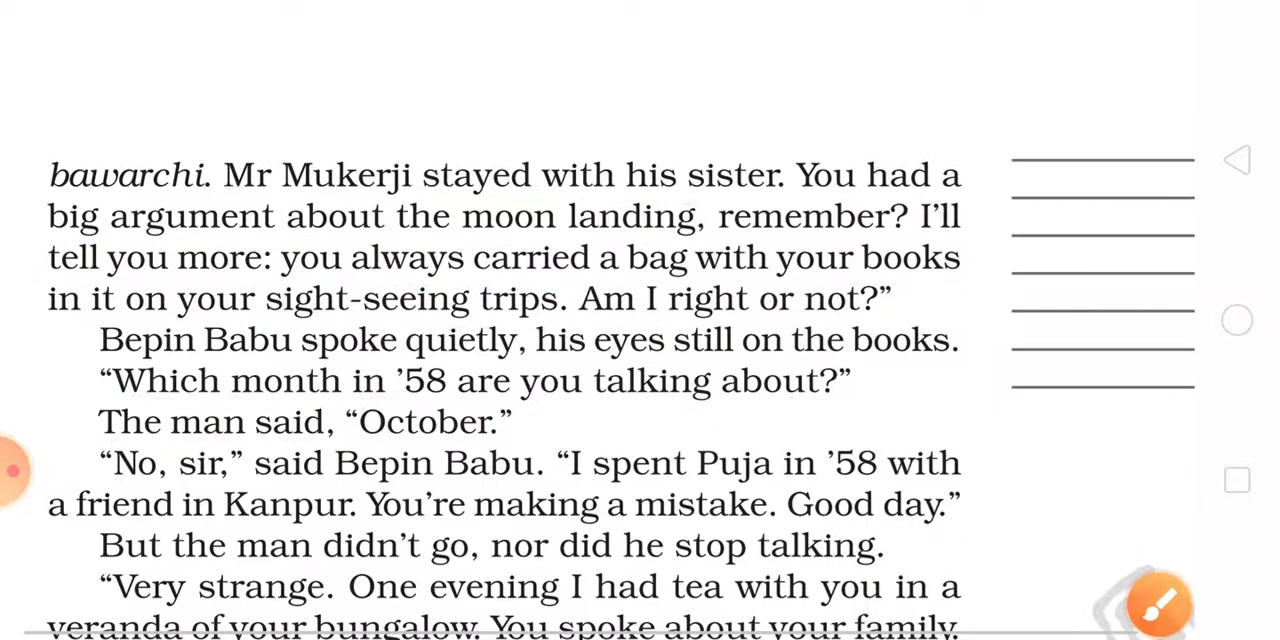 bawarchi. Mr Mukerji stayed with his sister. You had a
big argument about the moon landing, remember? I’ll
tell you more: you always carried a bag with your books
in it on your sight-seeing trips. Am I right or not?”
Bepin Babu spoke quietly, his eyes still on the books.
“Which month in ’58 are you talking about?”
The man said, “October.”
“No, sir,” said Bepin Babu. “I spent Puja in ’58 with
a friend in Kanpur. You’re making a mistake. Good day.”
But the man didn’t go, nor did he stop talking.
“Very strange. One evening I had tea with you in a
veranda of your bungalow. You spoke about your family.